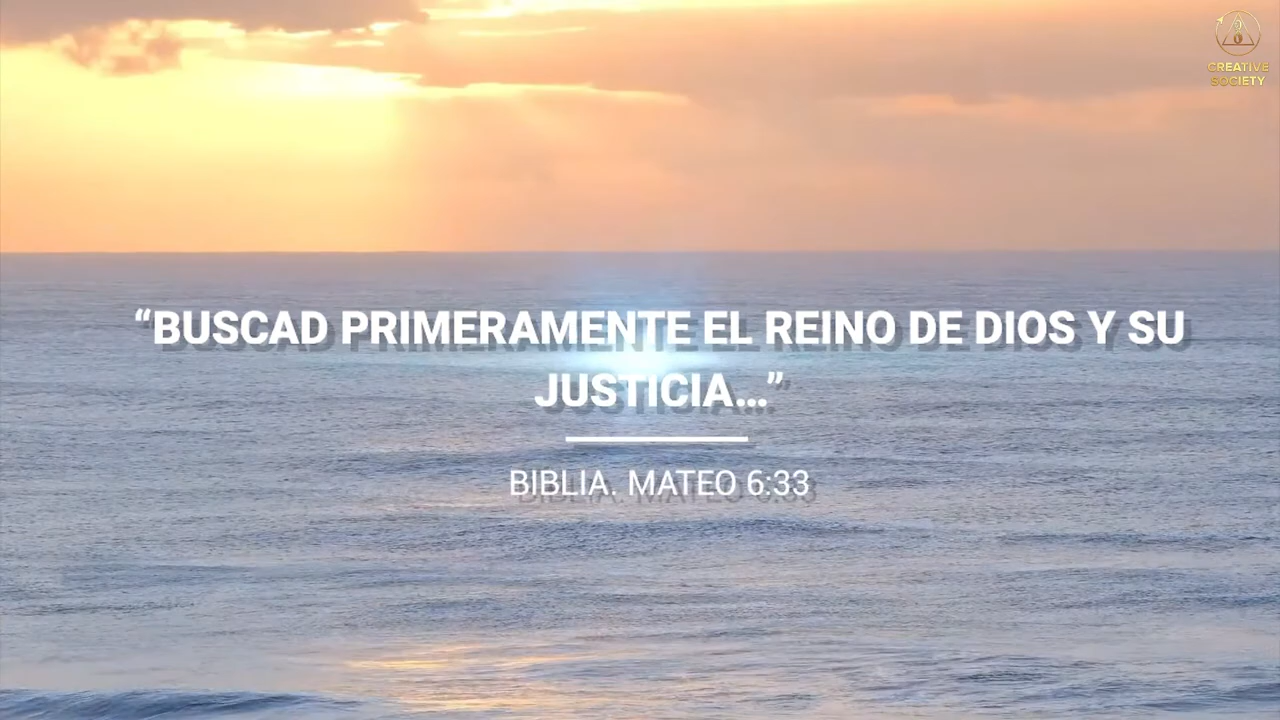 “BUSCAD PRIMERAMENTE EL REINO DE DIOS Y SU
JUSTICIA...”
BIBLIA. MATEO 6:33
CREATIVE
SOCIETY